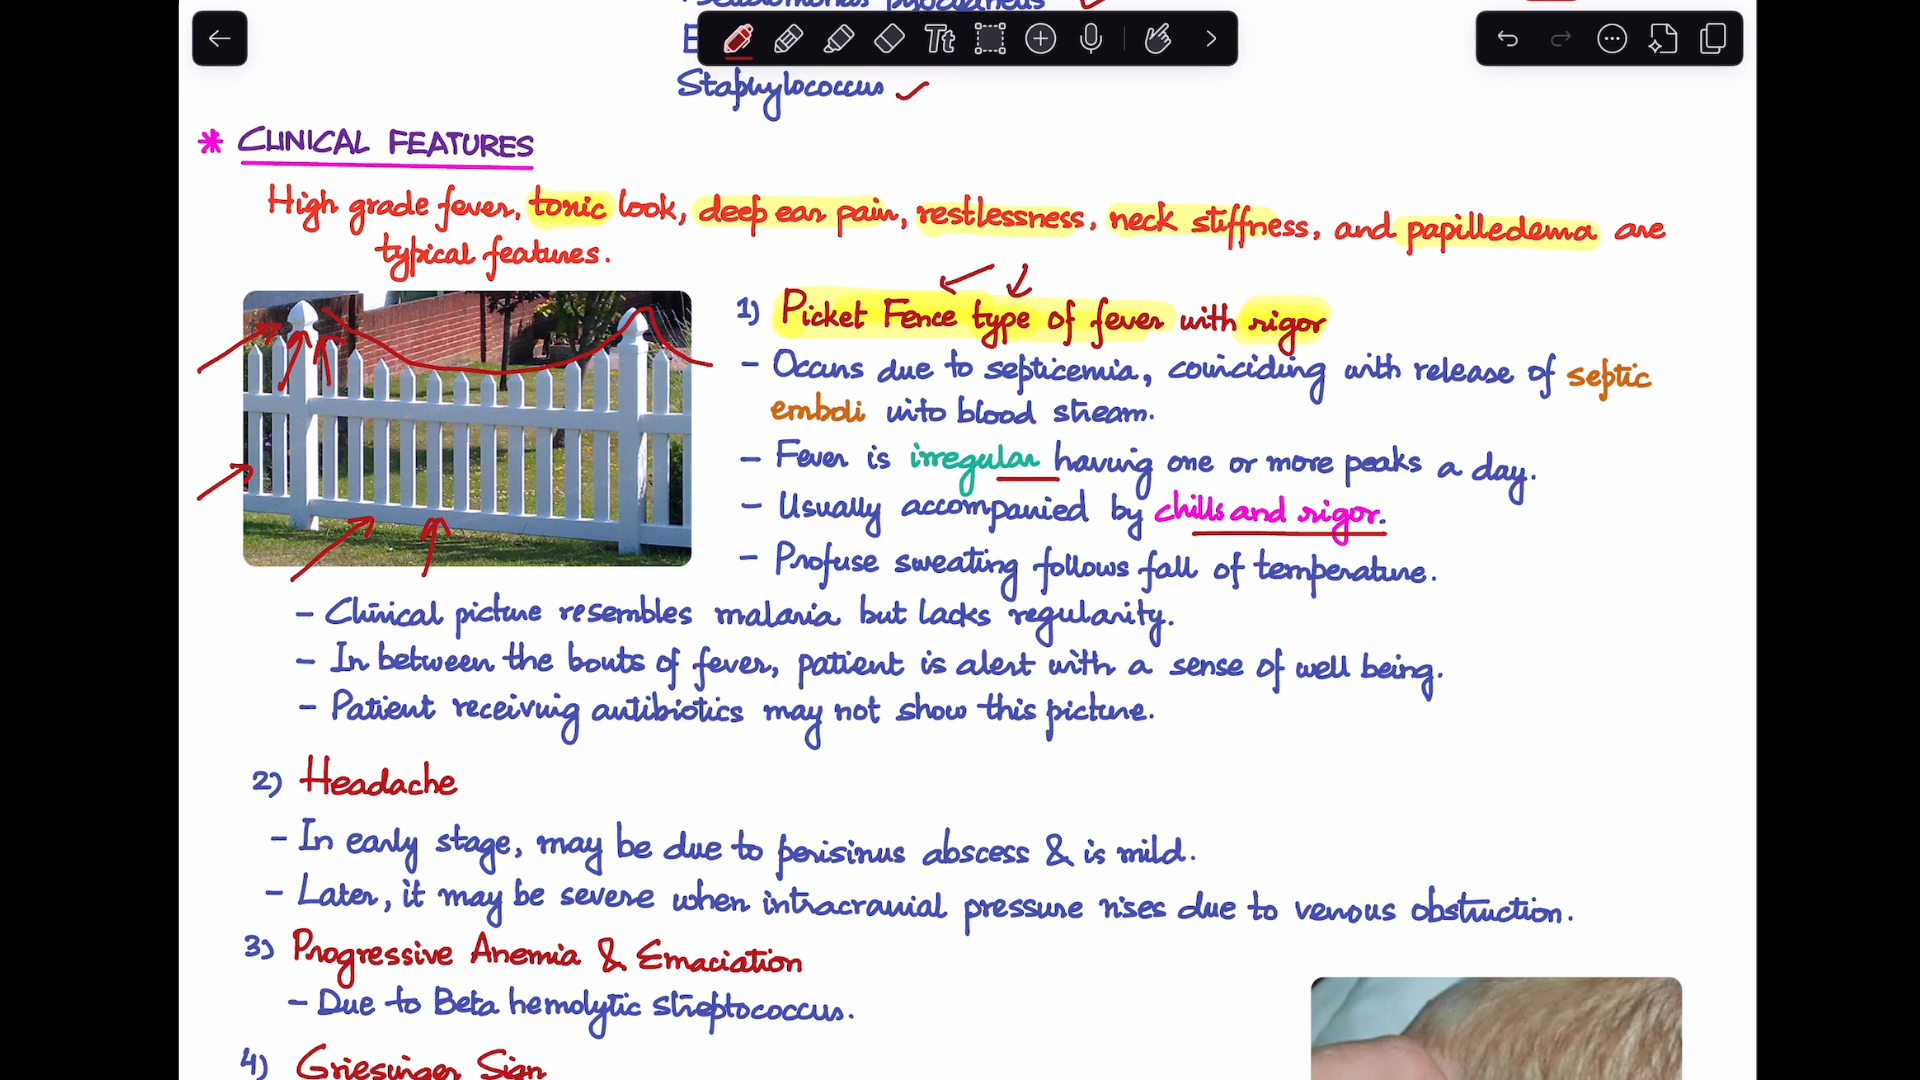 Staphylococcus
* CLINICAL FEATURES
High grade fever, tonic look, deep ear pain, restlessness, neck stiffness, and papilledema are
typical features.
1) Picket Fence type of fever with rigor
- Occurs due to septicemia, coinciding with release of septic
emboli into blood stream.
- Fever is irregular having one or more peaks a day.
- Usually accompanied by chills and rigor.
- Profuse sweating follows fall of temperature.
- Clinical picture resembles malaria but lacks regularity.
- In between the bouts of fever, patient is alert with a sense of well being.
- Patient receiving antibiotics may not show this picture.
2) Headache
- In early stage, may be due to perisinus abscess & is mild.
- Later, it may be severe when intracranial pressure rises due to venous obstruction.
3) Progressive Anemia & Emaciation
- Due to Beta hemolytic streptococcus.
4) Griesinger Sign